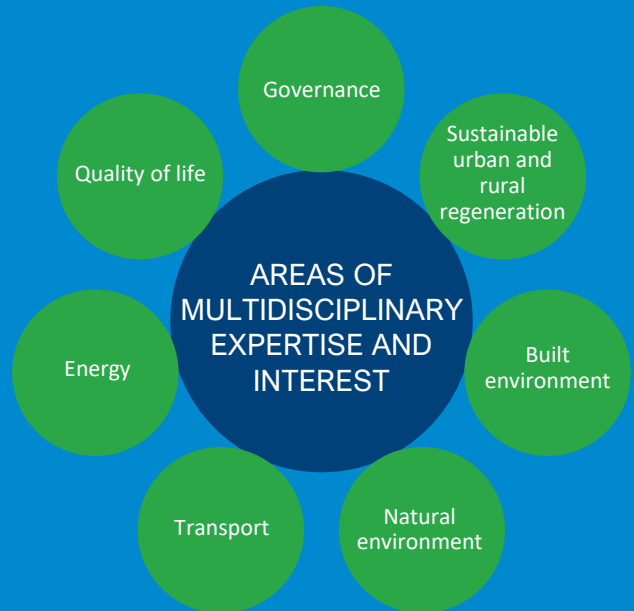 Governance
Sustainable
urban and
rural
regeneration
Quality of life
AREAS OF
MULTIDISCIPLINARY
EXPERTISE AND
INTEREST
Built
environment
Energy
Natural
environment
Transport